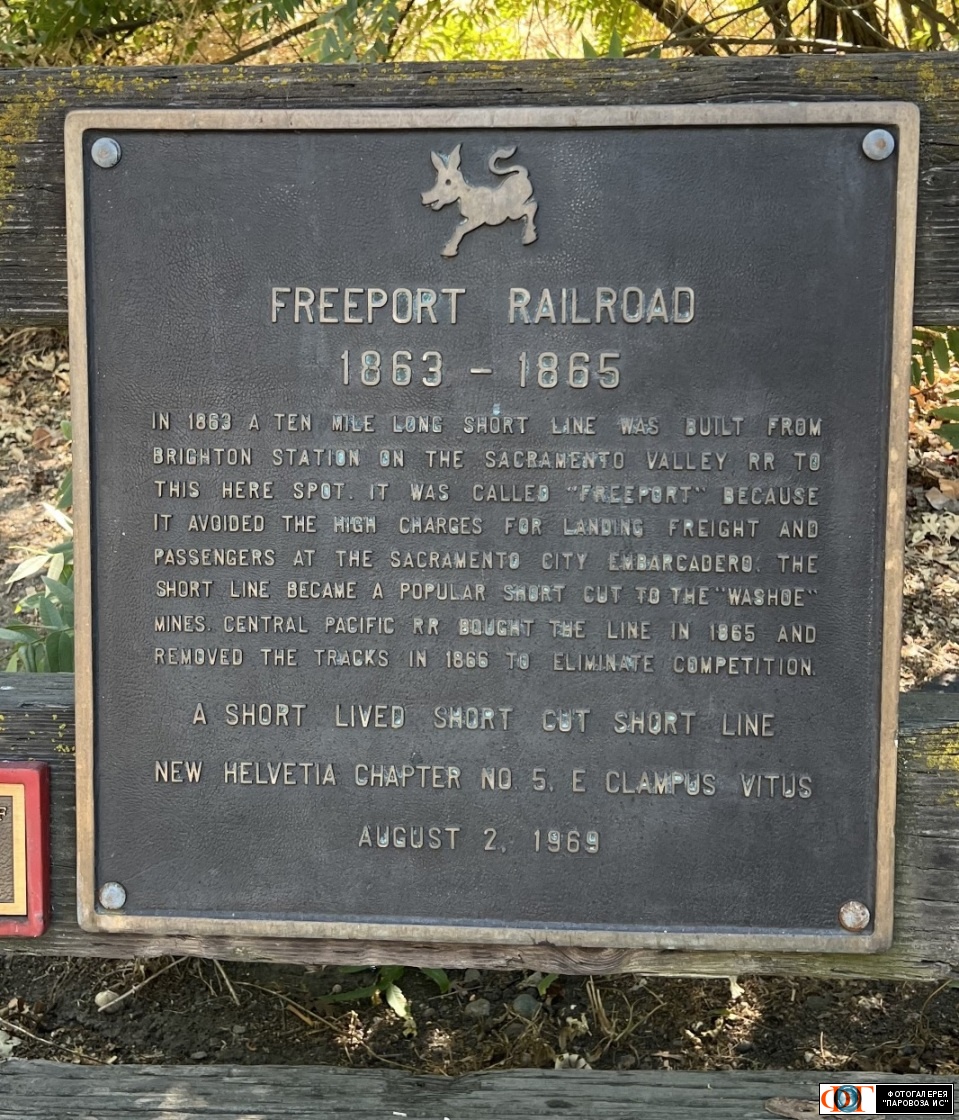 FREEPORT RAILROAD
1863 - 1865
IN 1863 A TEN MILE LONG SHORT LINE WAS BUILT FROM
BRIGHTON STATION ON THE SACRAMENTO VALLEY RR TO
THIS HERE SPOT. IT WAS CALLED "FREEPORT" BECAUSE
IT AVOIDED THE HIGH CHARGES FOR LANDING FREIGHT AND
PASSENGERS AT THE SACRAMENTO CITY EMBARCADERO. THE
SHORT LINE BECAME A POPULAR SHORT CUT TO THE "WASHOE"
MINES. CENTRAL PACIFIC RR BOUGHT THE LINE IN 1865 AND
REMOVED THE TRACKS IN 1866 TO ELIMINATE COMPETITION.
A SHORT LIVED SHORT CUT SHORT LINE
NEW HELVETIA CHAPTER NO. 5, E CLAMPUS VITUS
AUGUST 2, 1969
ФОТОГАЛЕРЕЯ
"ПАРОВОЗА ИС"